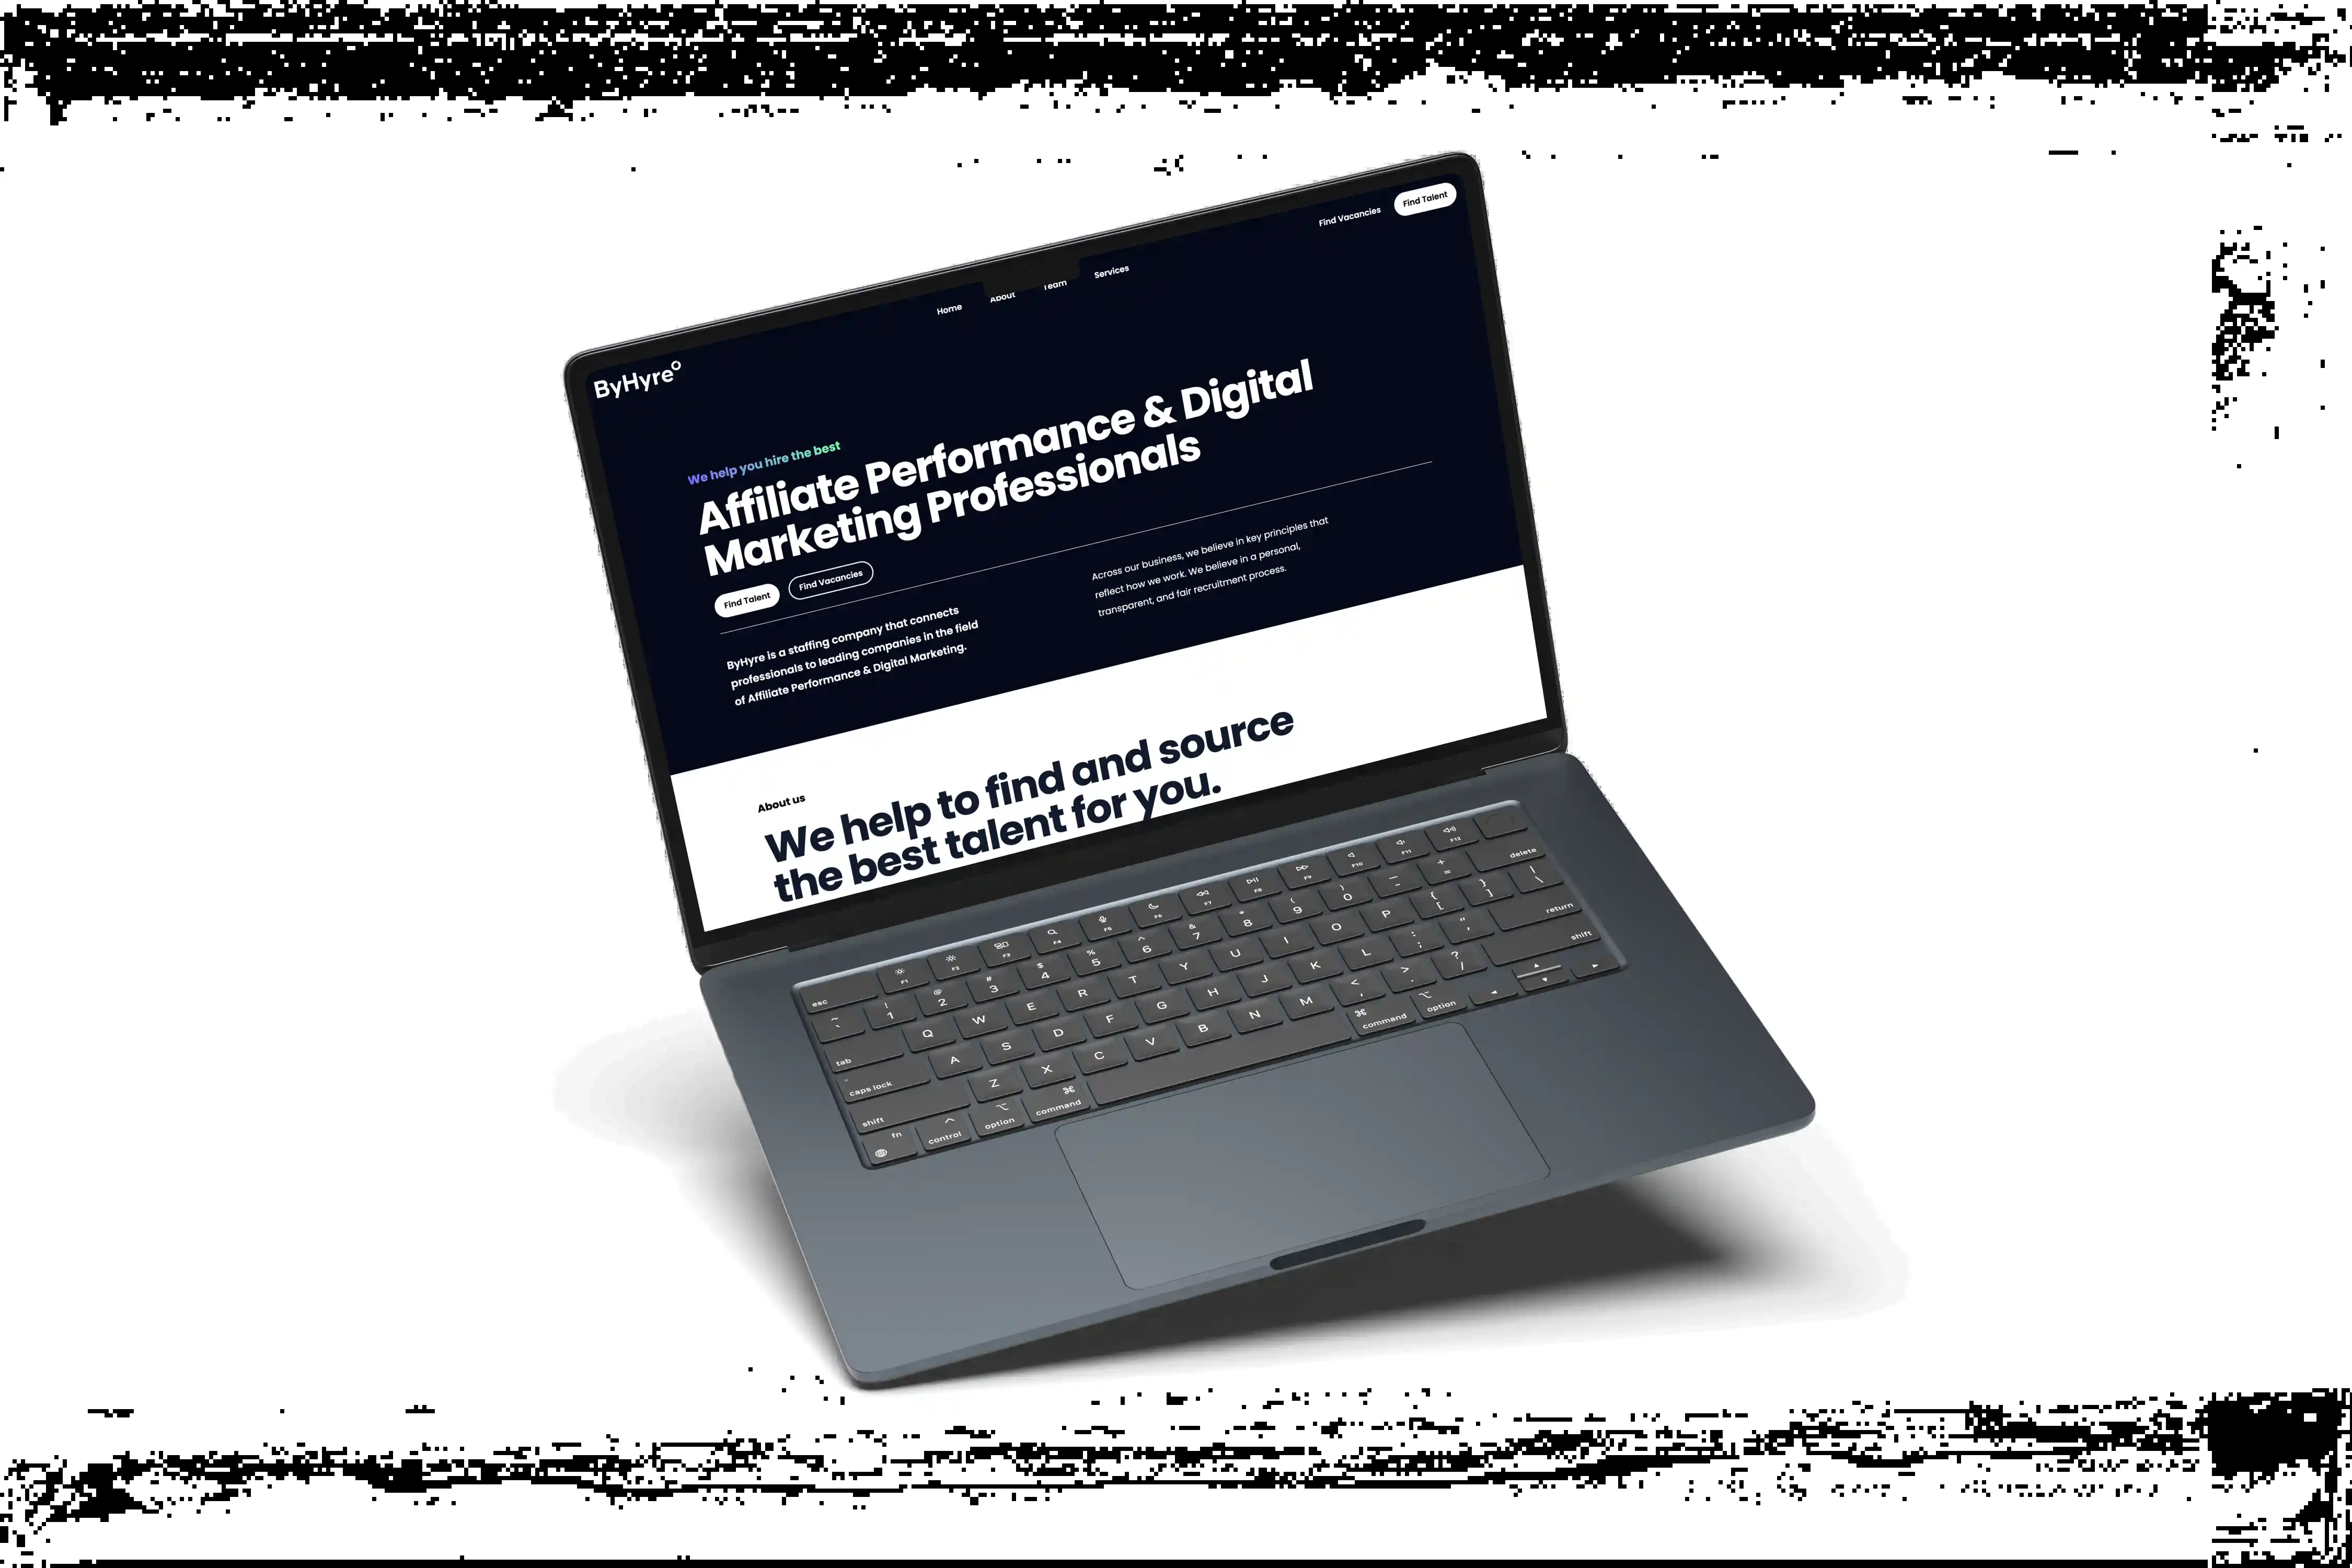 Find Vacancies
Find Talent
Home
About
Team
Services
ByHyre
We help you hire the best
Affiliate Performance & Digital
Marketing Professionals
Find Talent
Find Vacancies
ByHyre is a staffing company that connects
professionals to leading companies in the field
of Affiliate Performance & Digital Marketing.
Across our business, we believe in key principles that
reflect how we work. We believe in a personal,
transparent, and fair recruitment process.
About us
We help to find and source
the best talent for you.
esc F1 F2 F3 F4 F5 F6 F7 F8 F9 F10 F11 F12
~ ` ! 1 @ 2 # 3 $ 4 % 5 ^ 6 & 7 * 8 ( 9 ) 0 — - + = delete
tab Q W E R T Y U I O P { [ } ] | \
caps lock A S D F G H J K L : ; " ' return
shift Z X C V B N M < , > . ? / shift
fn control option command command option